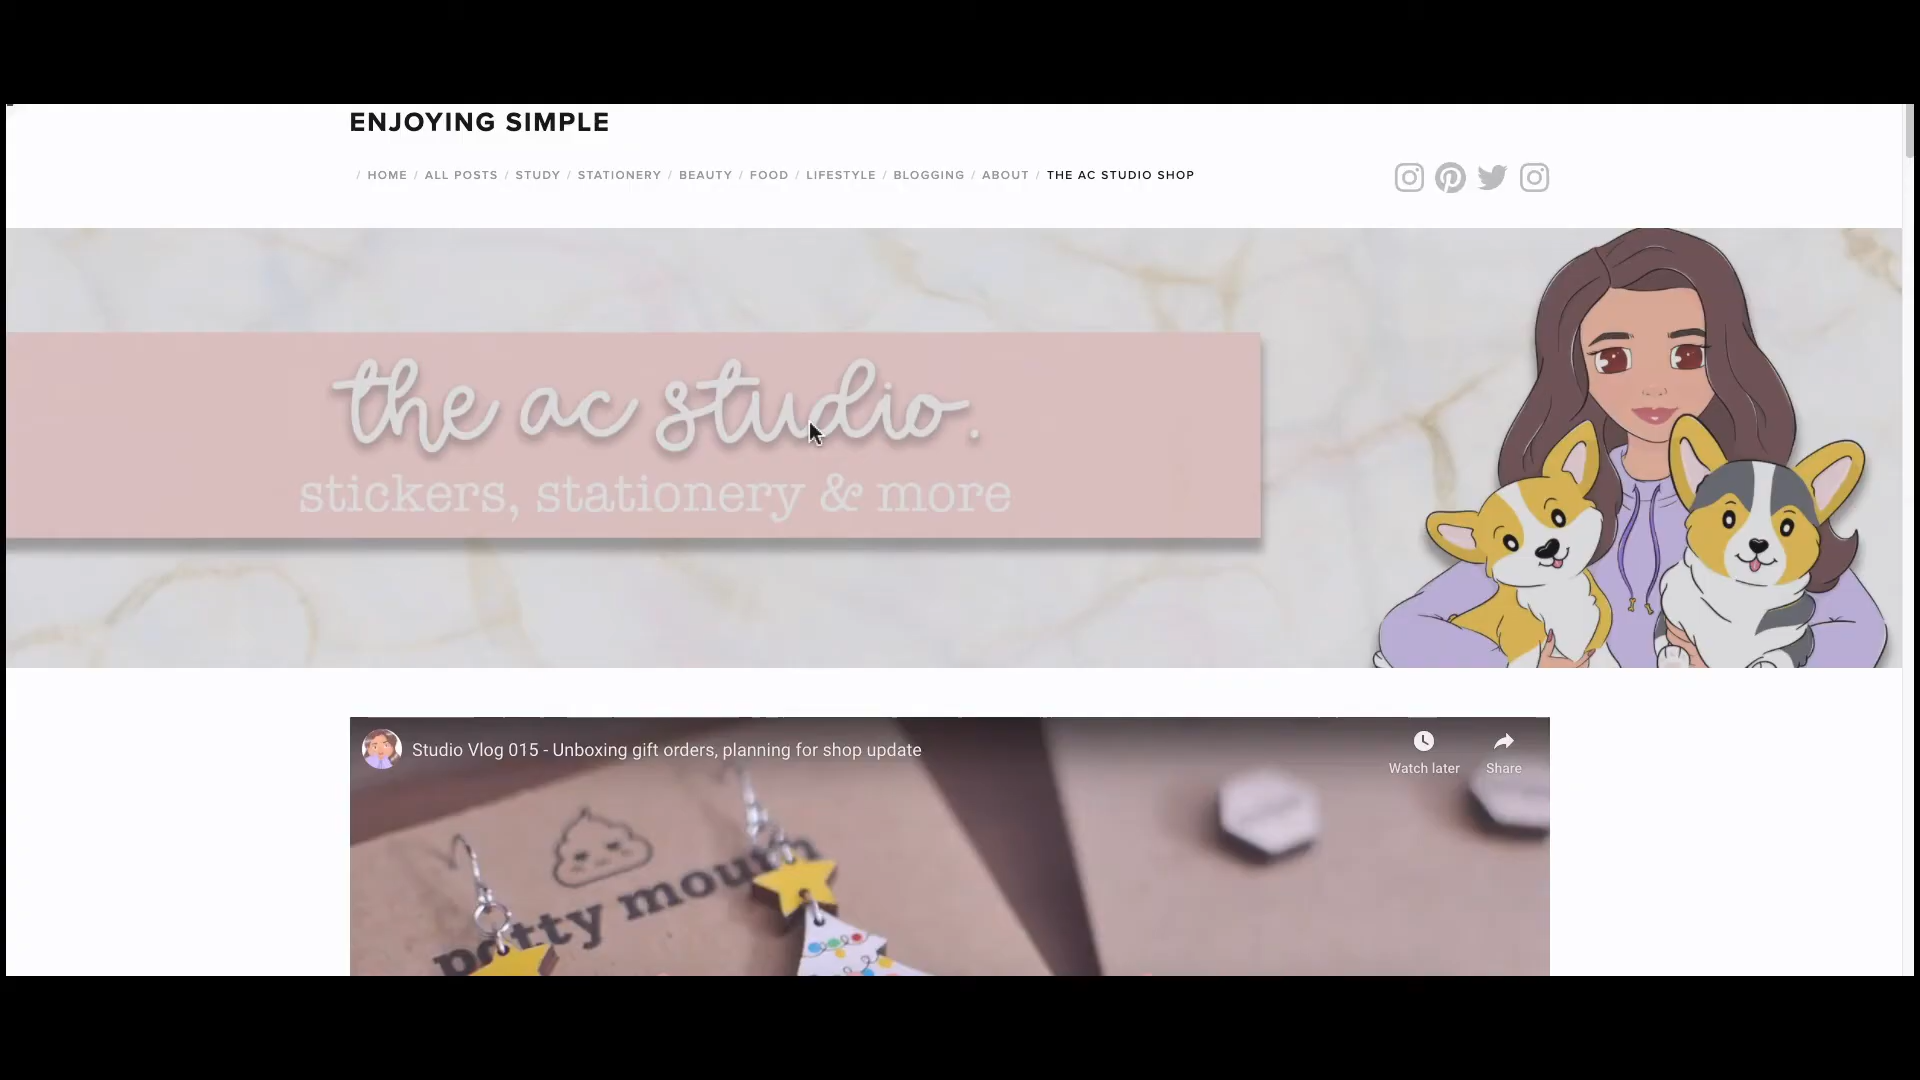 ENJOYING SIMPLE
/ HOME / ALL POSTS / STUDY / STATIONERY / BEAUTY / FOOD / LIFESTYLE / BLOGGING / ABOUT / THE AC STUDIO SHOP
the ac studio.
stickers, stationery & more
Studio Vlog 015 - Unboxing gift orders, planning for shop update
Watch later
Share
potty mouth